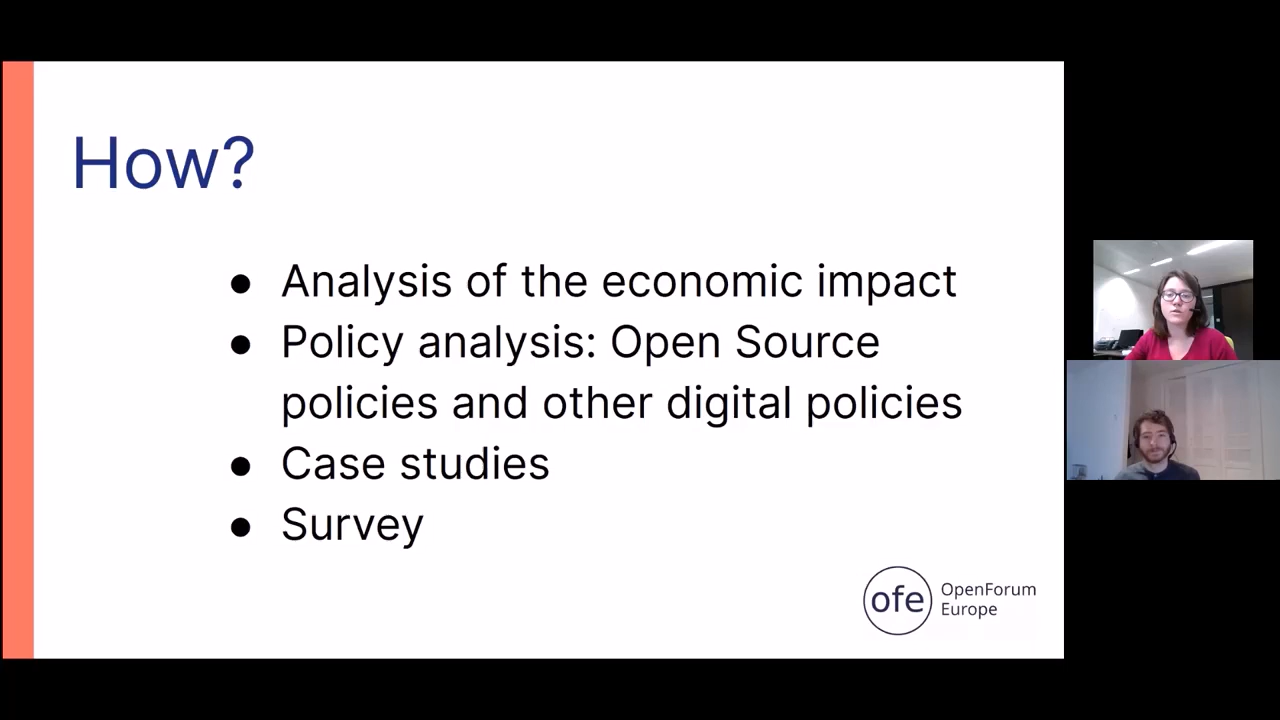 How?
● Analysis of the economic impact
● Policy analysis: Open Source
policies and other digital policies
● Case studies
● Survey
ofe OpenForum
Europe